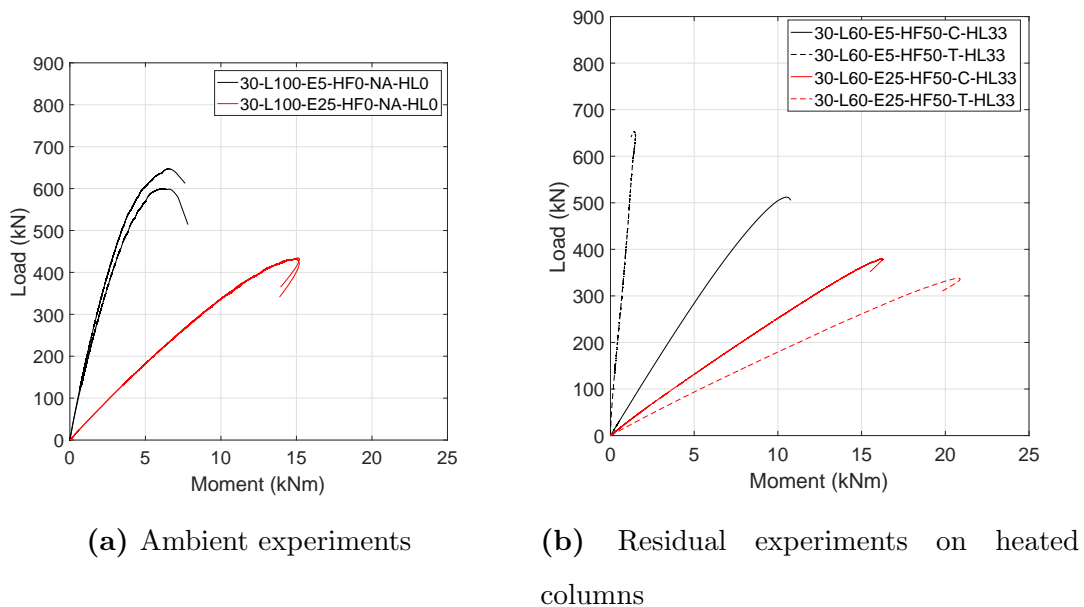 900
800
700
600
500
400
300
200
100
0
Load (kN)
0 5 10 15 20 25
Moment (kNm)
30-L100-E5-HF0-NA-HL0
30-L100-E25-HF0-NA-HL0
(a) Ambient experiments
900
800
700
600
500
400
300
200
100
0
Load (kN)
0 5 10 15 20 25
Moment (kNm)
30-L60-E5-HF50-C-HL33
30-L60-E5-HF50-T-HL33
30-L60-E25-HF50-C-HL33
30-L60-E25-HF50-T-HL33
(b) Residual experiments on heated
columns